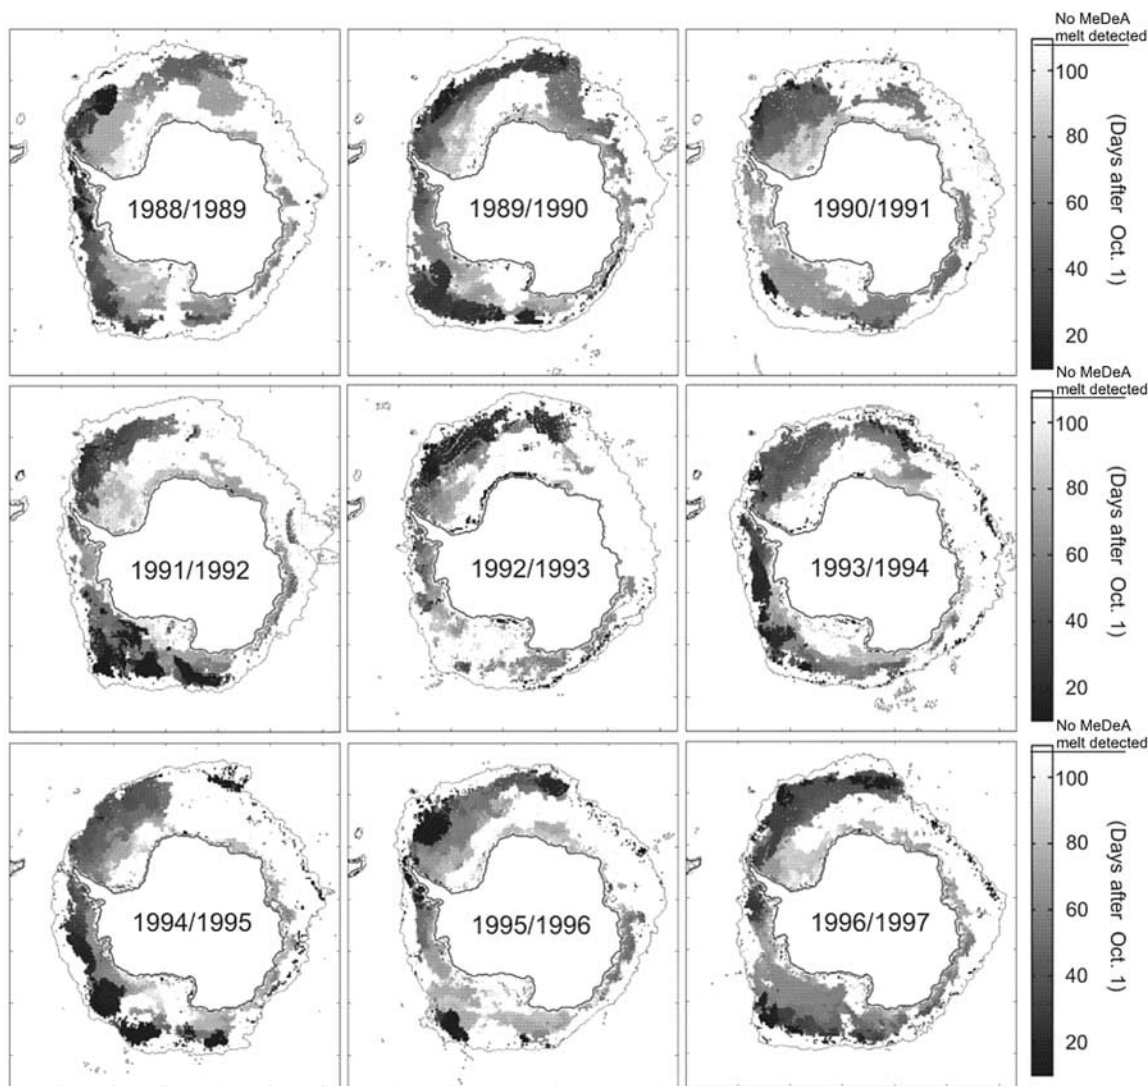 No MeDeA
melt detected
100
80
60
40
20
(Days after Oct. 1)
1988/1989
1989/1990
1990/1991
No MeDeA
melt detected
100
80
60
40
20
(Days after Oct. 1)
1991/1992
1992/1993
1993/1994
No MeDeA
melt detected
100
80
60
40
20
(Days after Oct. 1)
1994/1995
1995/1996
1996/1997